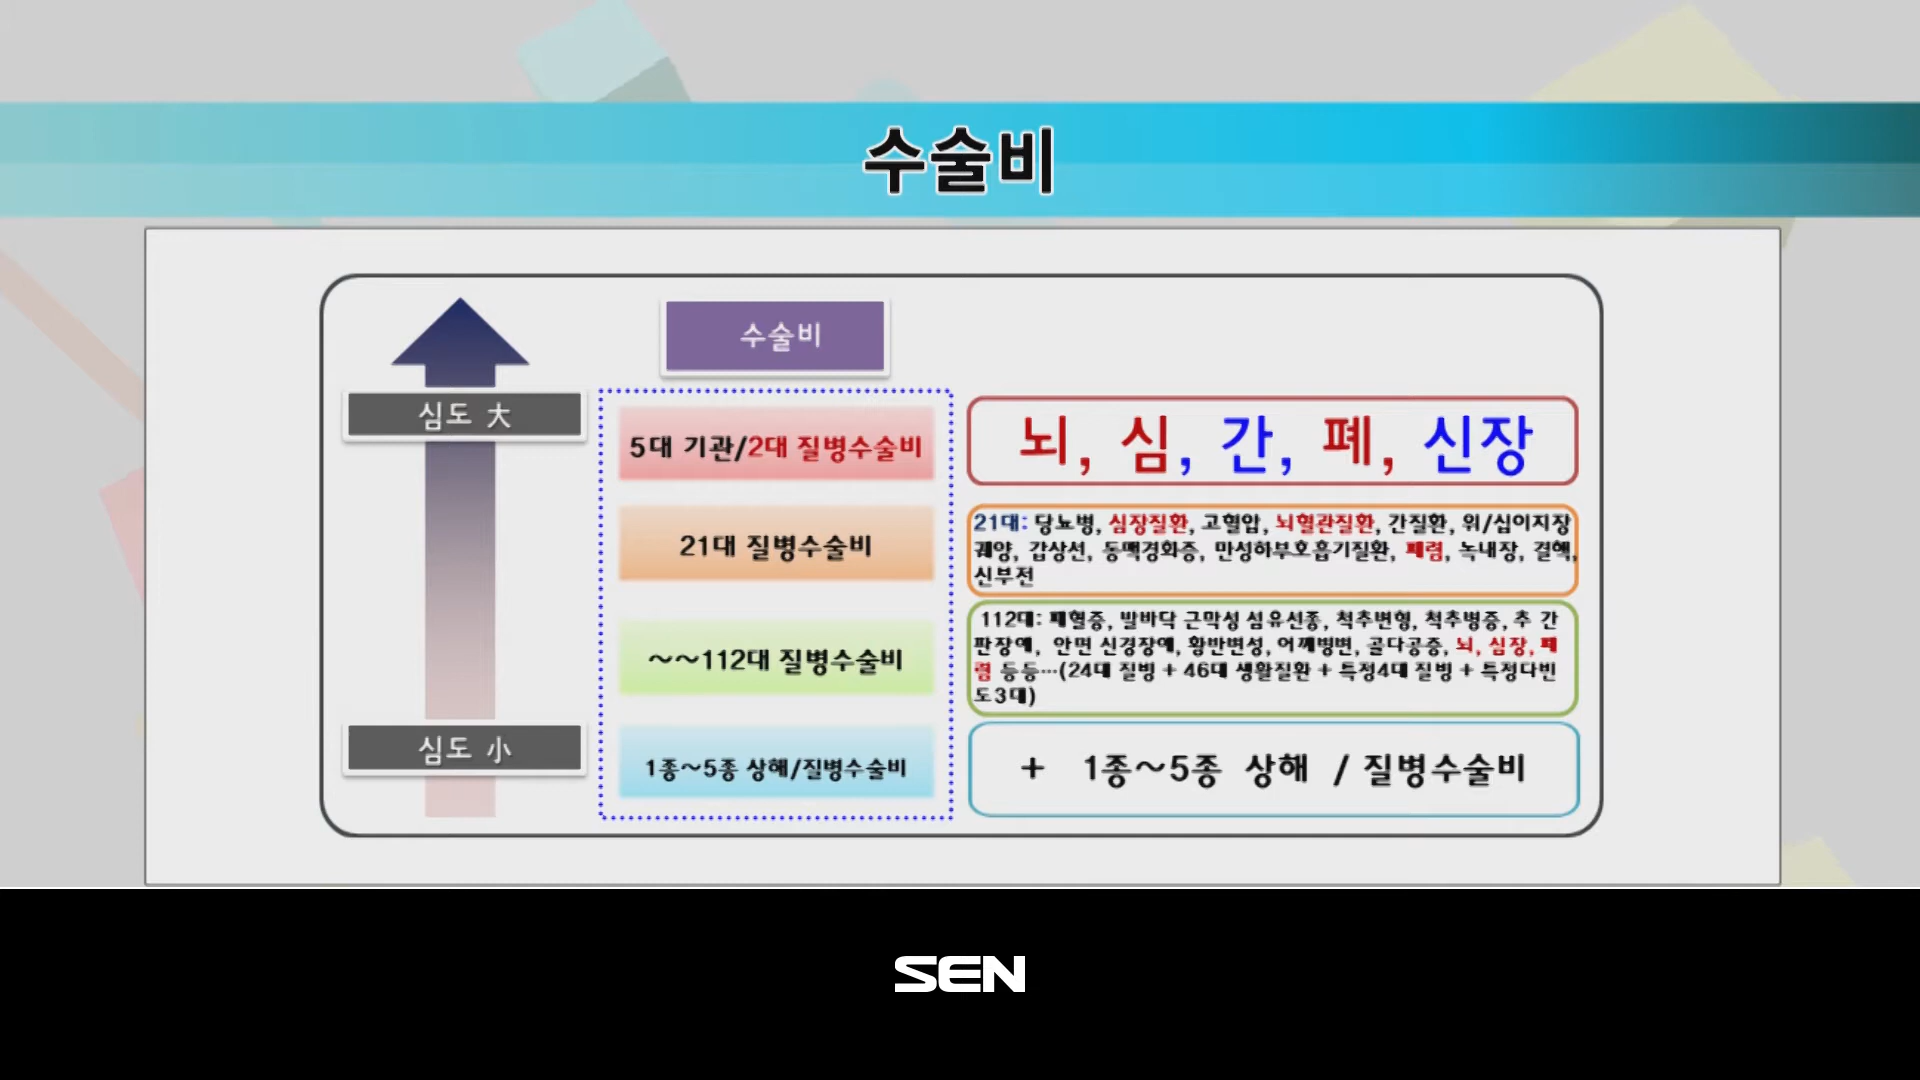 수술비
수술비
심도 大
5대 기관/2대 질병수술비
뇌, 심, 간, 폐, 신장
21대 질병수술비
21대: 당뇨병, 심장질환, 고혈압, 뇌혈관질환, 간질환, 위/십이지장
궤양, 갑상선, 동맥경화증, 만성하부호흡기질환, 폐렴, 녹내장, 결핵,
신부전
~~112대 질병수술비
112대: 패혈증, 발바닥 근막성 섬유선종, 척추변형, 척추병증, 추 간
판장애, 안면 신경장애, 황반변성, 어깨병변, 골다공증, 뇌, 심장, 폐
렴 등등…(24대 질병 + 46대 생활질환 + 특정4대 질병 + 특정다빈
도3대)
심도 小
1종~5종 상해/질병수술비
+ 1종~5종 상해 / 질병수술비
SEN